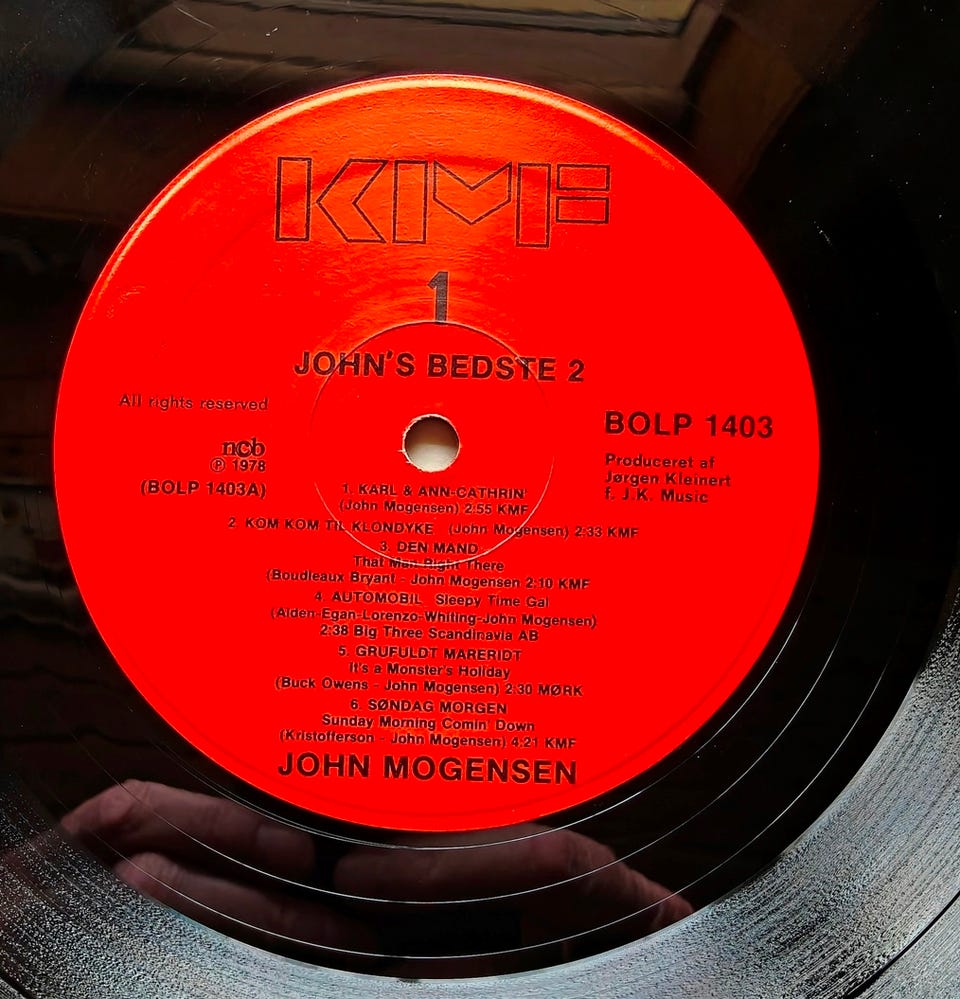 KMF
1
JOHN'S BEDSTE 2
All rights reserved
ncb
℗ 1978
(BOLP 1403A)
BOLP 1403
Produceret af
Jørgen Kleinert
f. J.K. Music
1. KARL & ANN-CATHRIN'
(John Mogensen) 2:55 KMF
2. KOM KOM TIL KLONDYKE (John Mogensen) 2:33 KMF
3. DEN MAND
That Man Right There
(Boudleaux Bryant - John Mogensen 2:10 KMF
4. AUTOMOBIL Sleepy Time Gal
(Alden-Egan-Lorenzo-Whiting-John Mogensen)
2:38 Big Three Scandinavia AB
5. GRUFULDT MARERIDT
It's a Monster's Holiday
(Buck Owens - John Mogensen) 2:30 MØRK
6. SØNDAG MORGEN
Sunday Morning Comin' Down
(Kristofferson - John Mogensen) 4:21 KMF
JOHN MOGENSEN